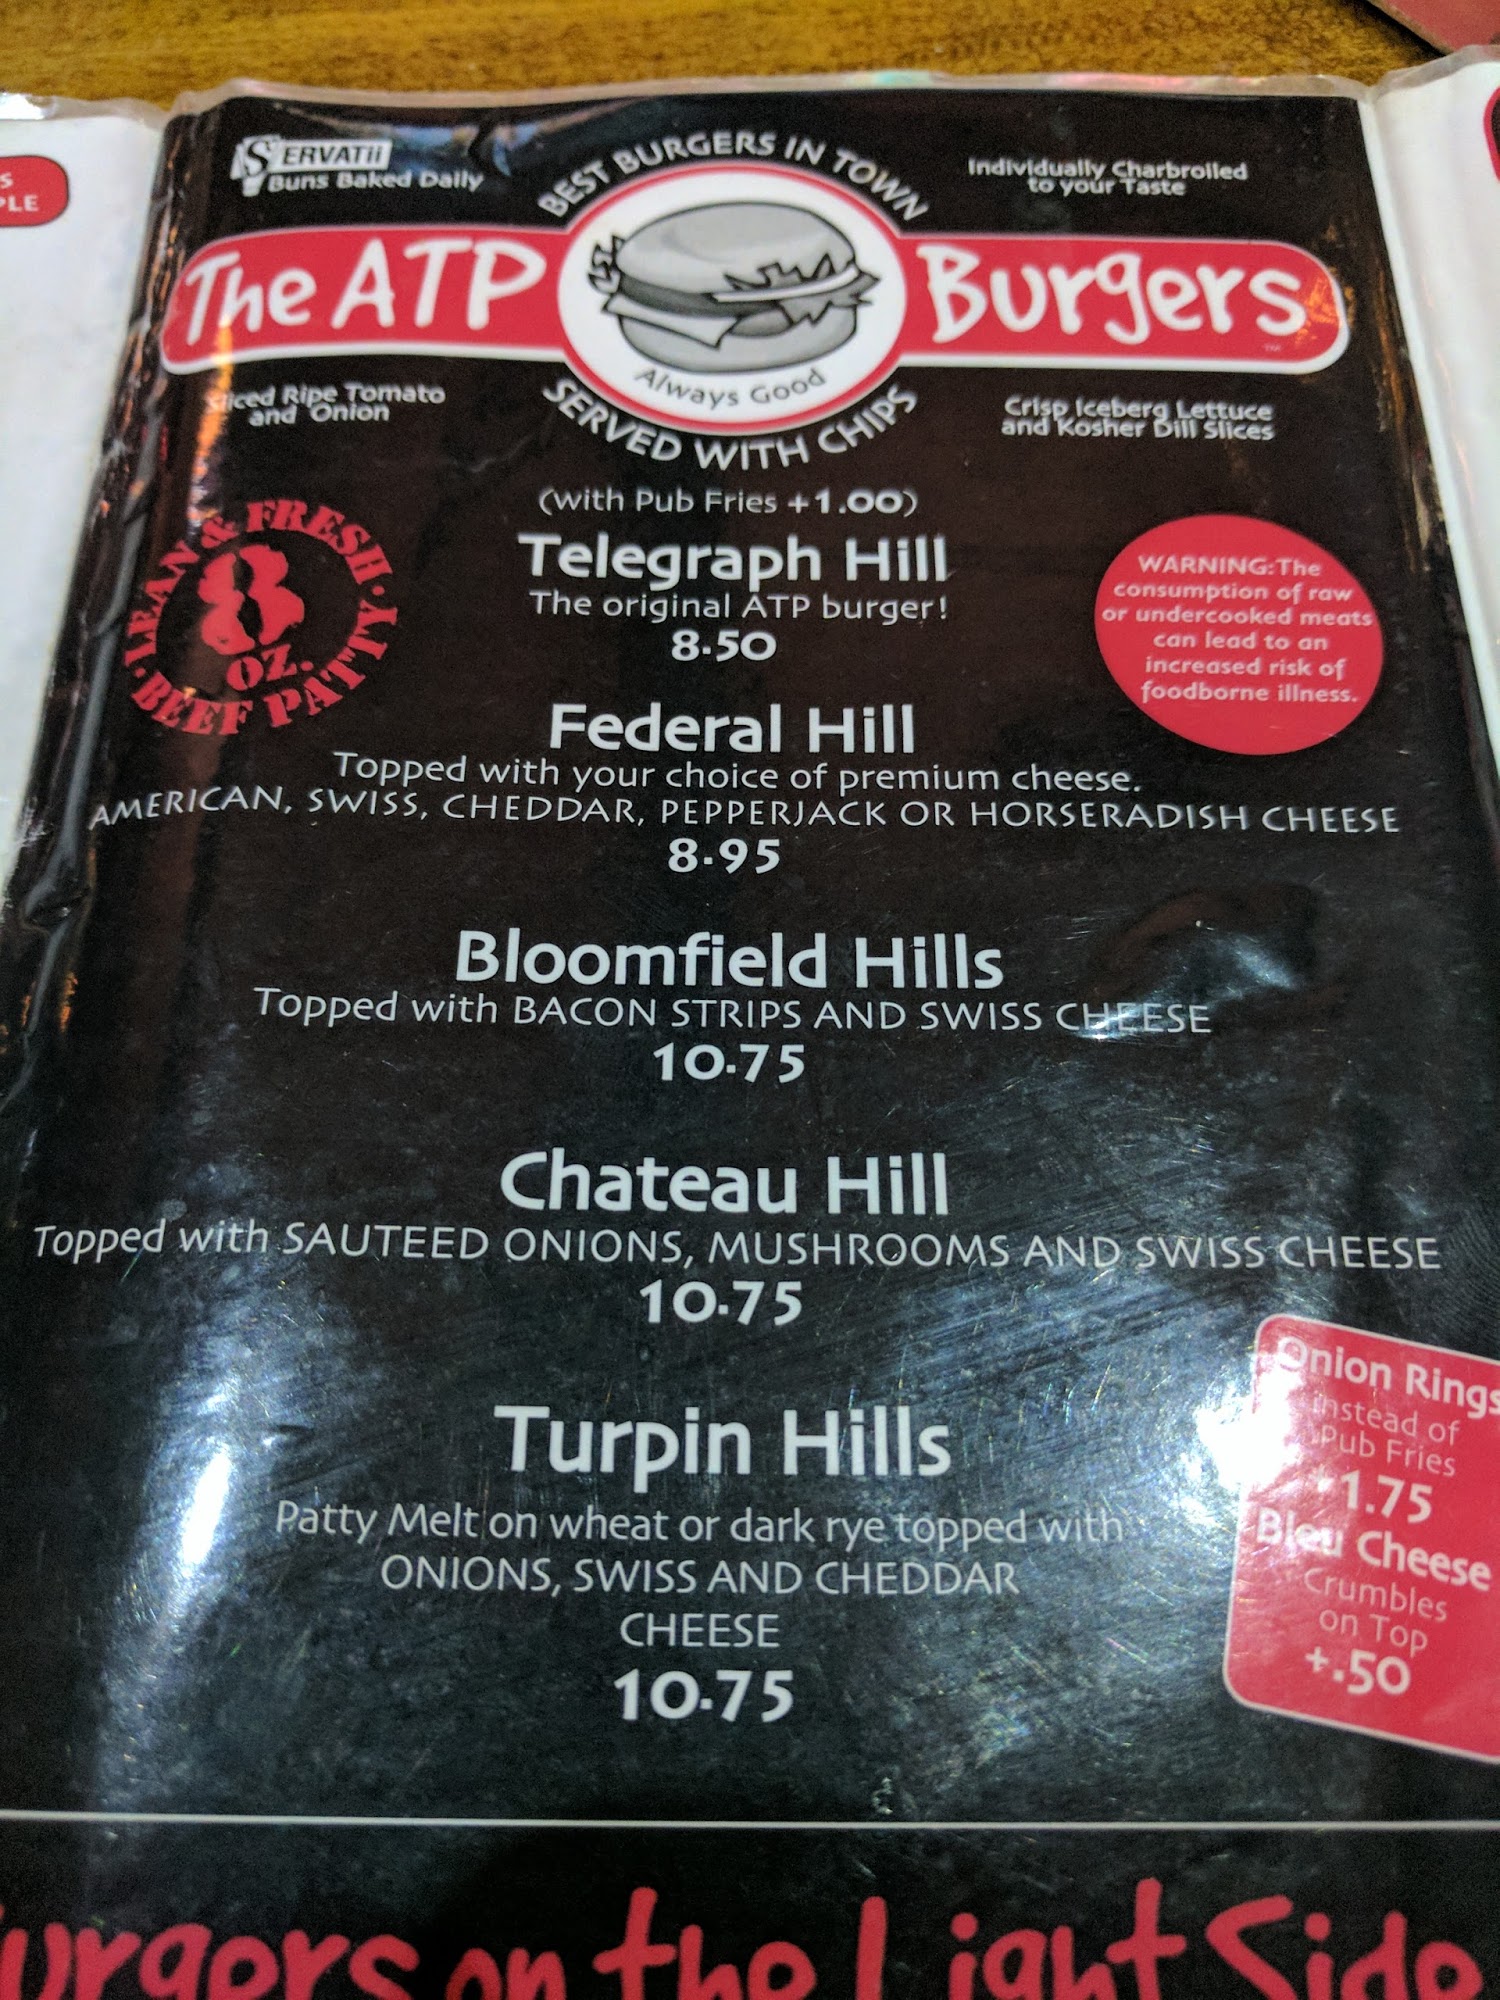 S
PLE
SERVATII
Buns Baked Daily
BEST BURGERS IN TOWN
Individually Charbroiled
to your Taste
The ATP Burgers
TM
Always Good
SERVED WITH CHIPS
Sliced Ripe Tomato
and Onion
Crisp Iceberg Lettuce
and Kosher Dill Slices
(with Pub Fries +1.00)
LEAN & FRESH
8
OZ.
BEEF PATTY
Telegraph Hill
The original ATP burger!
8.50
WARNING:The
consumption of raw
or undercooked meats
can lead to an
increased risk of
foodborne illness.
Federal Hill
Topped with your choice of premium cheese.
AMERICAN, SWISS, CHEDDAR, PEPPERJACK OR HORSERADISH CHEESE
8.95
Bloomfield Hills
Topped with BACON STRIPS AND SWISS CHEESE
10.75
Chateau Hill
Topped with SAUTEED ONIONS, MUSHROOMS AND SWISS CHEESE
10.75
Turpin Hills
Patty Melt on wheat or dark rye topped with
ONIONS, SWISS AND CHEDDAR
CHEESE
10.75
Onion Rings
instead of
Pub Fries
+1.75
Bleu Cheese
Crumbles
on Top
+.50
urgers on the Light Side